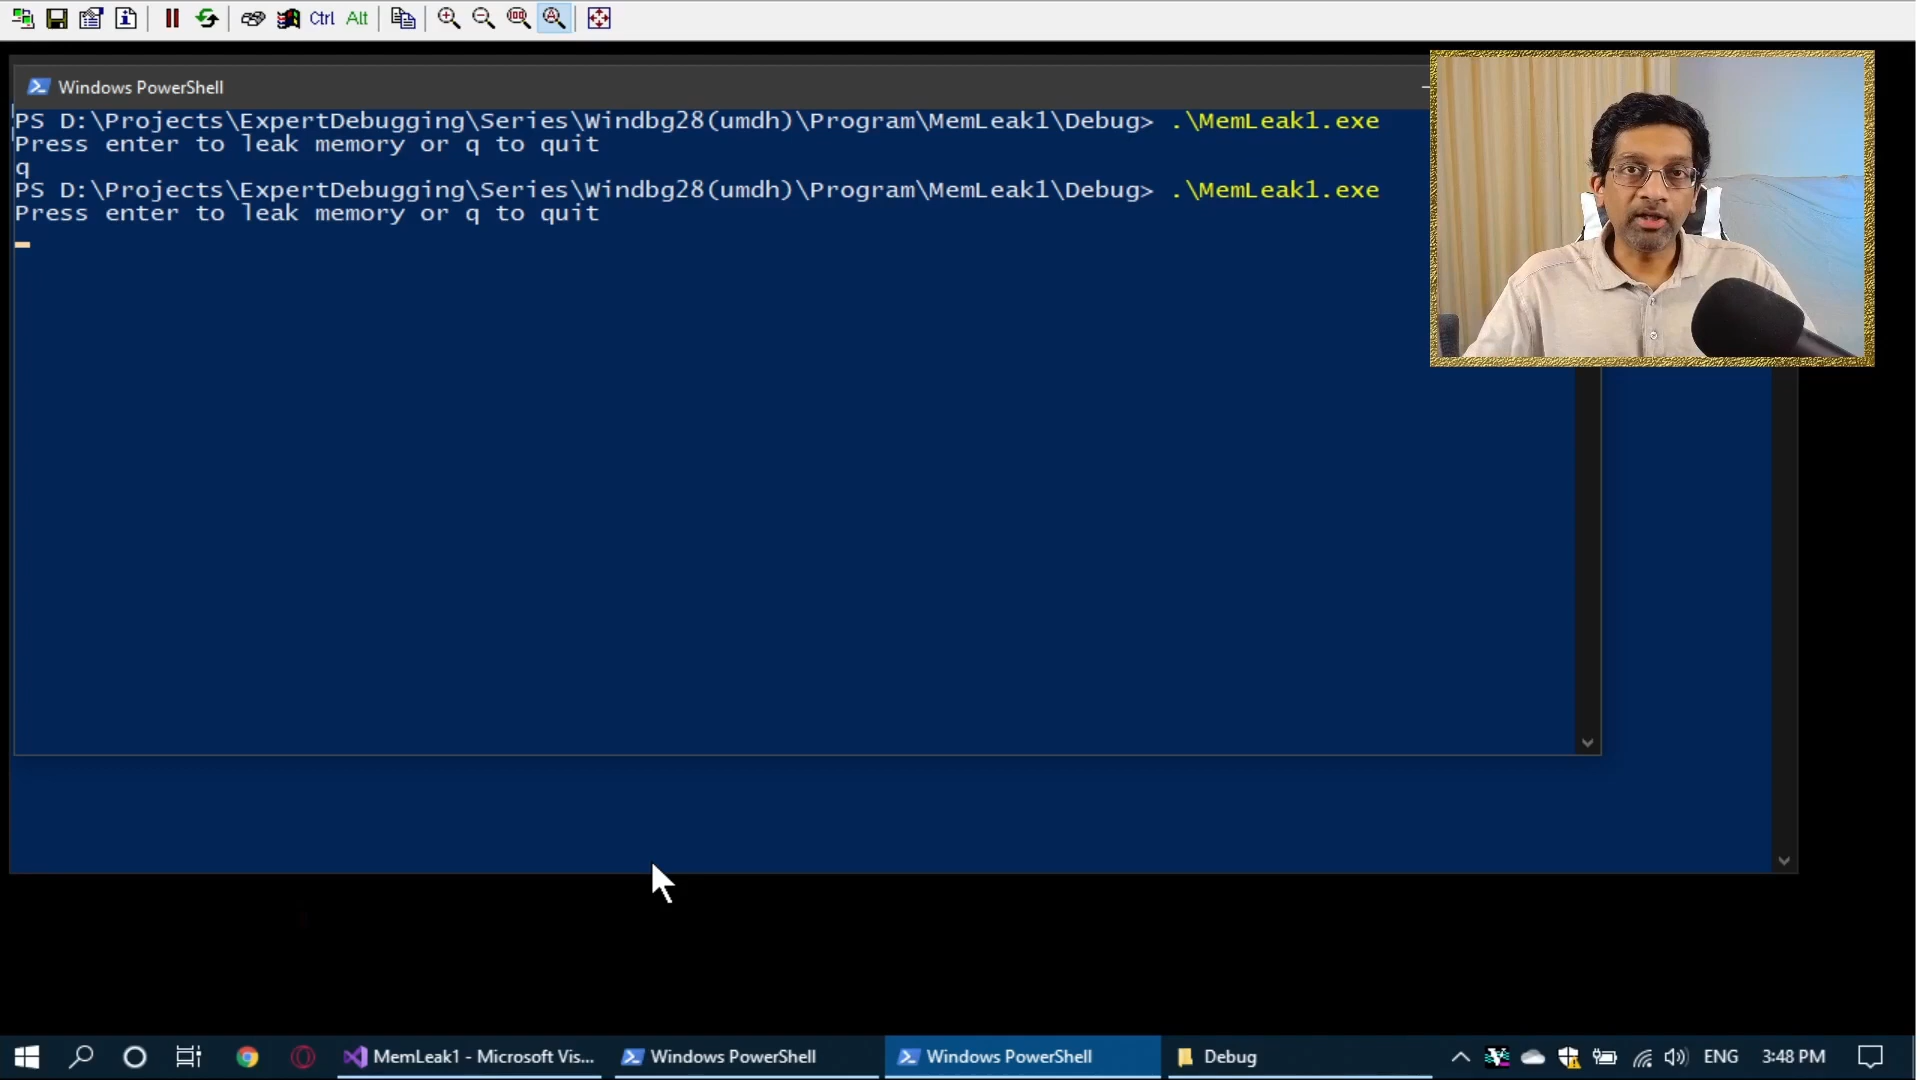 Ctrl Alt
Windows PowerShell
PS D:\Projects\ExpertDebugging\Series\Windbg28(umdh)\Program\MemLeak1\Debug> .\MemLeak1.exe
Press enter to leak memory or q to quit
q
PS D:\Projects\ExpertDebugging\Series\Windbg28(umdh)\Program\MemLeak1\Debug> .\MemLeak1.exe
Press enter to leak memory or q to quit
MemLeak1 - Microsoft Vis... Windows PowerShell Windows PowerShell Debug ENG 3:48 PM